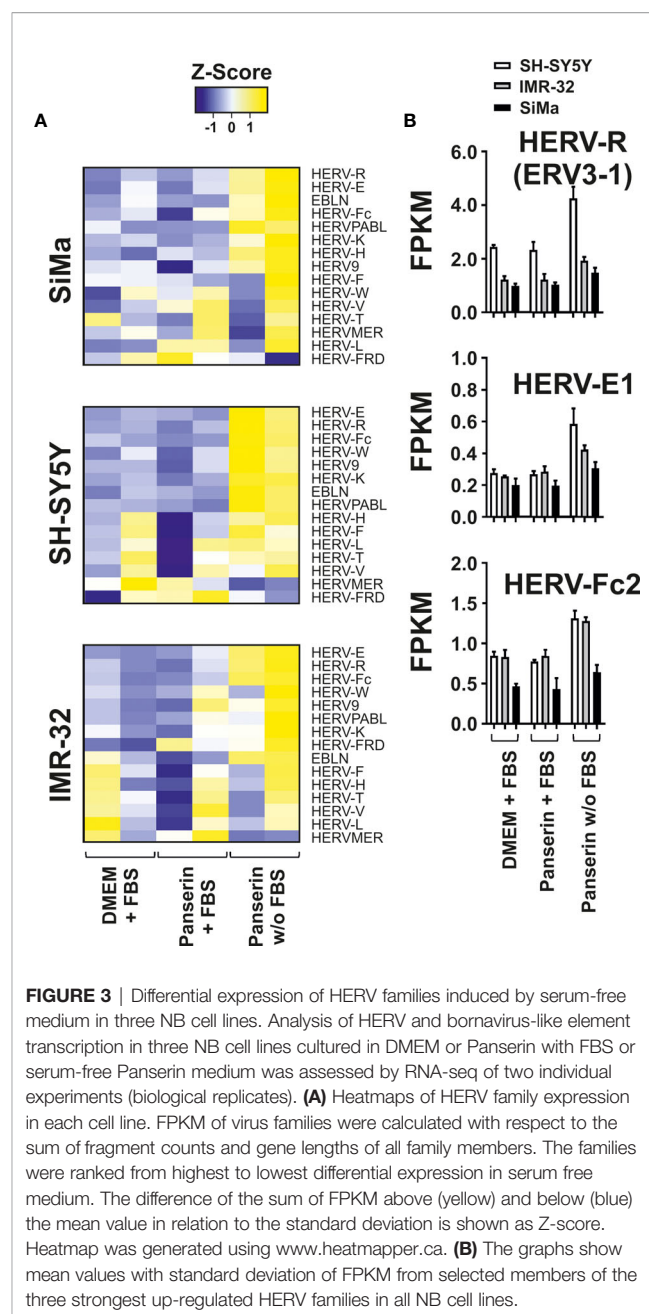 Z-Score
-1 0 1
A
SiMa
HERV-R
HERV-E
EBLN
HERV-Fc
HERVPABL
HERV-K
HERV-H
HERV9
HERV-F
HERV-W
HERV-V
HERV-T
HERVMER
HERV-L
HERV-FRD
SH-SY5Y
HERV-E
HERV-R
HERV-Fc
HERV-W
HERV9
HERV-K
EBLN
HERVPABL
HERV-H
HERV-F
HERV-L
HERV-T
HERV-V
HERVMER
HERV-FRD
IMR-32
HERV-E
HERV-R
HERV-Fc
HERV-W
HERV9
HERVPABL
HERV-K
HERV-FRD
EBLN
HERV-F
HERV-H
HERV-T
HERV-V
HERV-L
HERVMER
DMEM
+ FBS
Panserin
+ FBS
Panserin
w/o FBS
SH-SY5Y
IMR-32
SiMa
B
HERV-R
(ERV3-1)
FPKM
6.0
4.0
2.0
0.0
HERV-E1
FPKM
1.0
0.8
0.6
0.4
0.2
0.0
HERV-Fc2
FPKM
2.0
1.5
1.0
0.5
0.0
DMEM + FBS
Panserin + FBS
Panserin w/o FBS
FIGURE 3 | Differential expression of HERV families induced by serum-free
medium in three NB cell lines. Analysis of HERV and bornavirus-like element
transcription in three NB cell lines cultured in DMEM or Panserin with FBS or
serum-free Panserin medium was assessed by RNA-seq of two individual
experiments (biological replicates). (A) Heatmaps of HERV family expression
in each cell line. FPKM of virus families were calculated with respect to the
sum of fragment counts and gene lengths of all family members. The families
were ranked from highest to lowest differential expression in serum free
medium. The difference of the sum of FPKM above (yellow) and below (blue)
the mean value in relation to the standard deviation is shown as Z-score.
Heatmap was generated using www.heatmapper.ca. (B) The graphs show
mean values with standard deviation of FPKM from selected members of the
three strongest up-regulated HERV families in all NB cell lines.